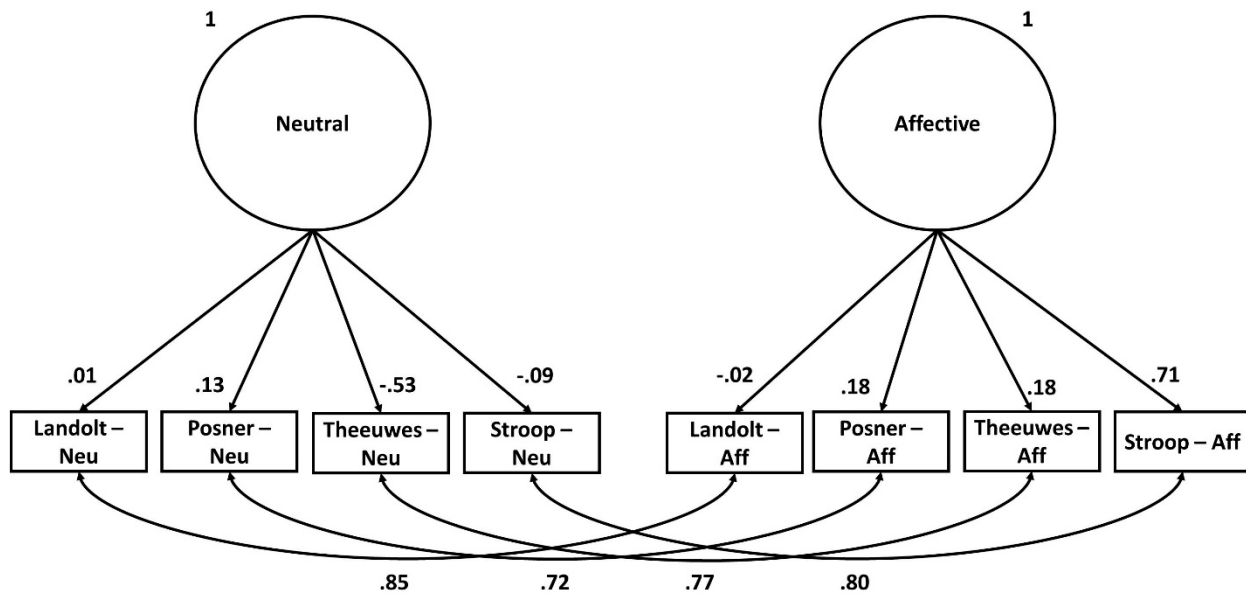 1
1
Neutral
Affective
.01
.13
-.53
-.09
-.02
.18
.18
.71
Landolt –
Neu
Posner –
Neu
Theeuwes –
Neu
Stroop –
Neu
Landolt –
Aff
Posner –
Aff
Theeuwes –
Aff
Stroop – Aff
.85
.72
.77
.80